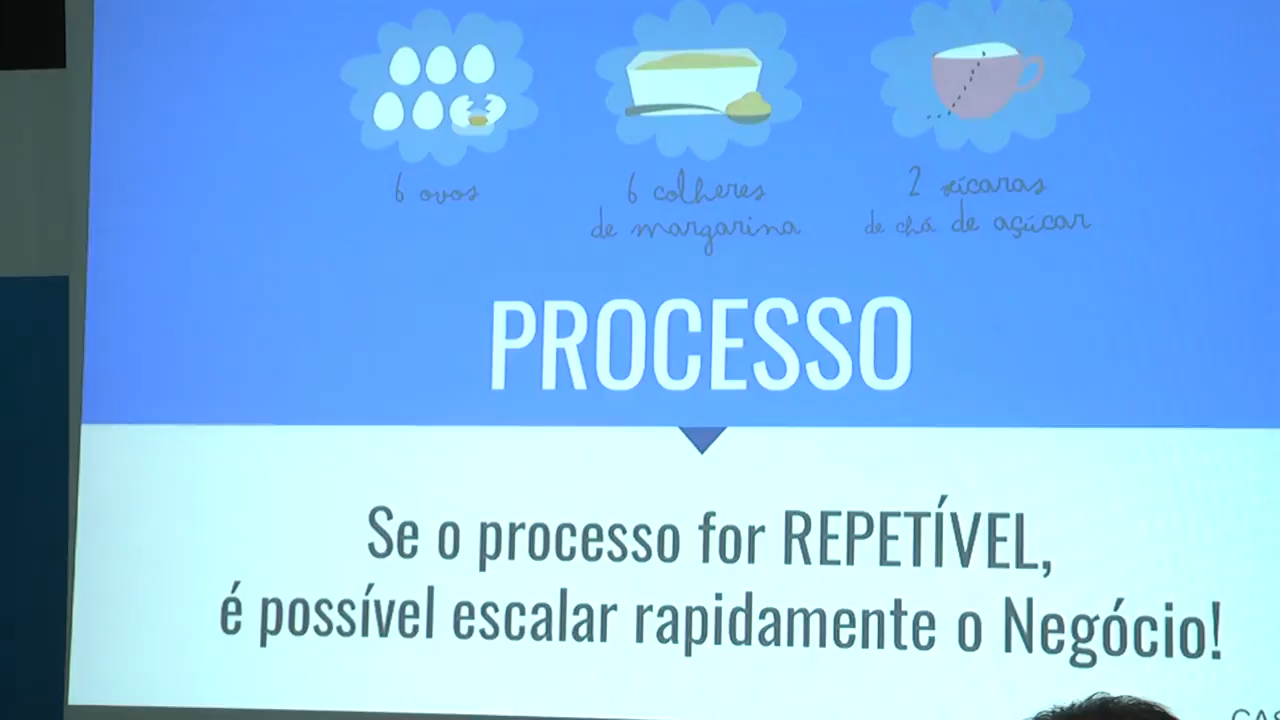 6 ovos
6 colheres
de margarina
2 xícaras
de chá de açúcar
PROCESSO
Se o processo for REPETÍVEL,
é possível escalar rapidamente o Negócio!